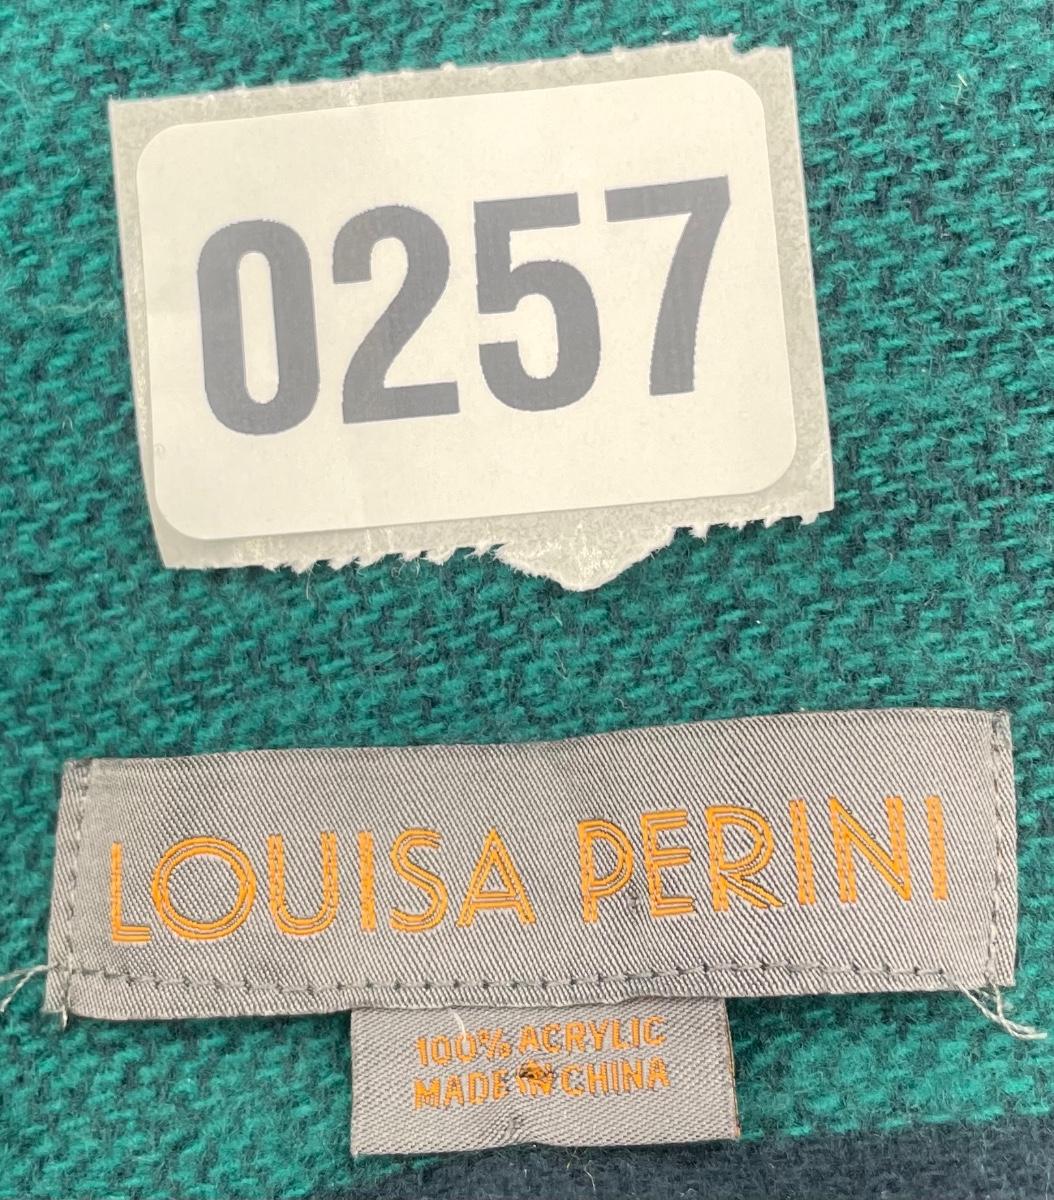 0257
LOUISA PERINI
100% ACRYLIC
MADE IN CHINA